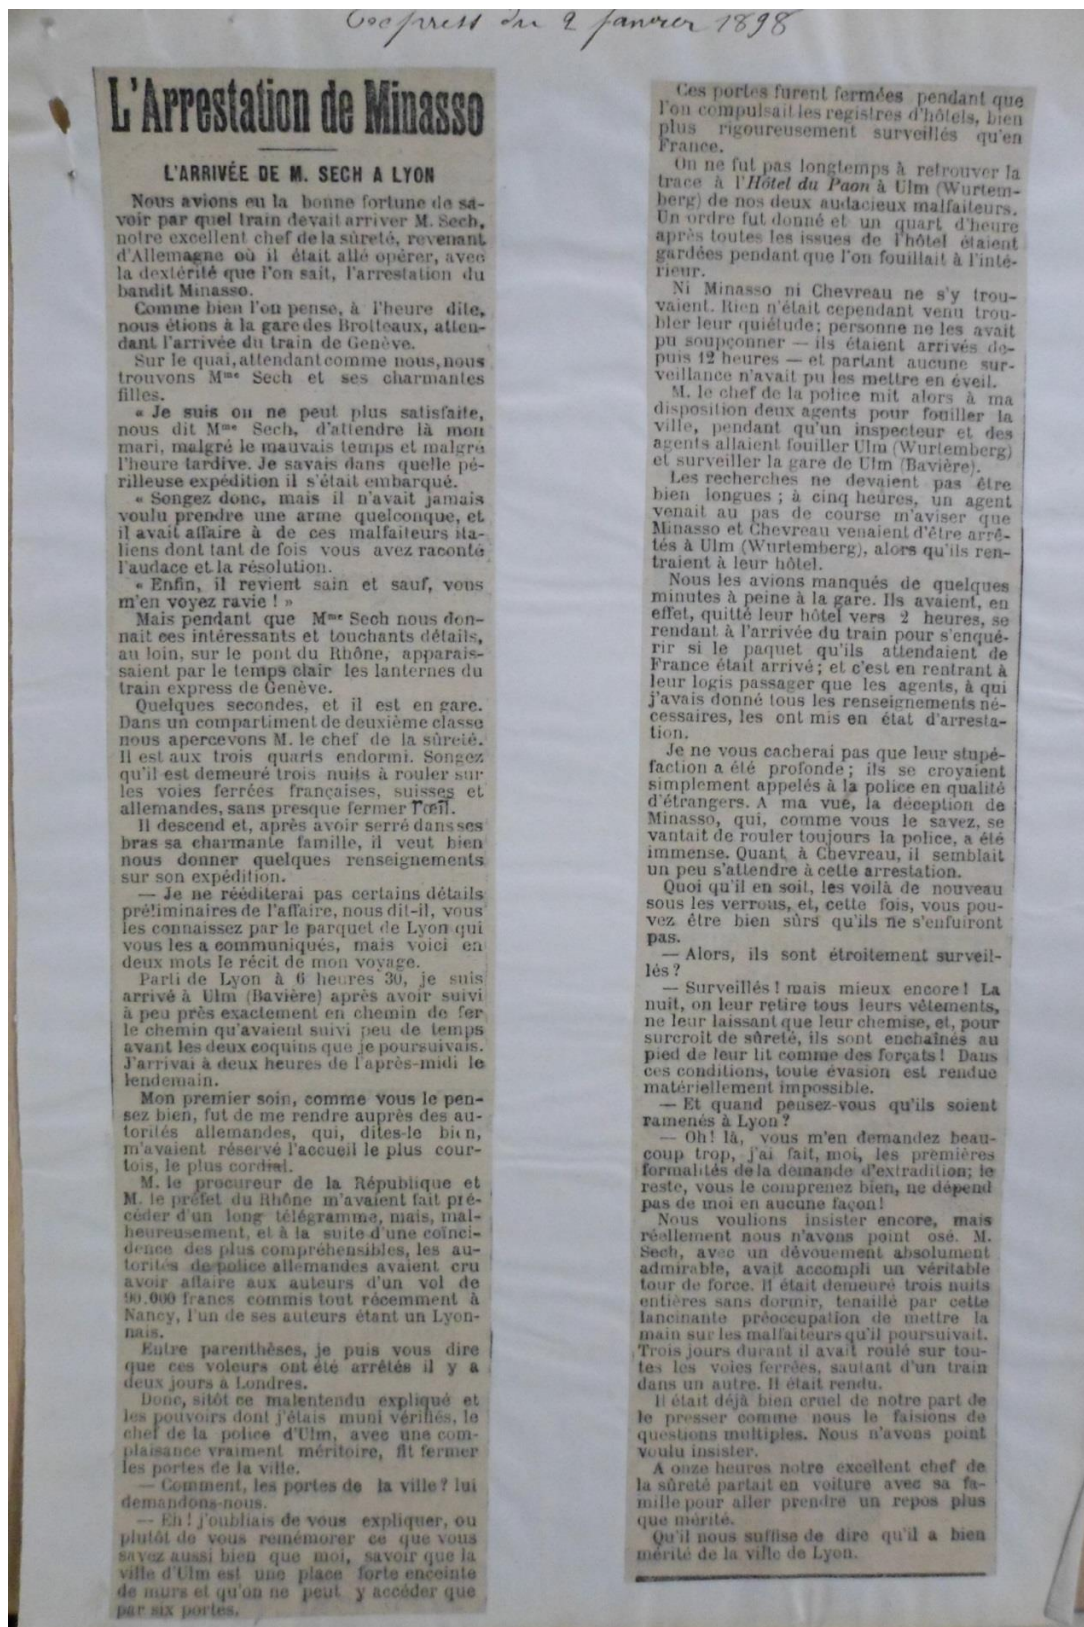 Express du 2 janvier 1898
L'Arrestation de Minasso
L'ARRIVÉE DE M. SECH A LYON
Nous avions eu la bonne fortune de sa-
voir par quel train devait arriver M. Sech,
notre excellent chef de la sûreté, revenant
d'Allemagne où il était allé opérer, avec
la dextérité que l'on sait, l'arrestation du
bandit Minasso.
Comme bien l'on pense, à l'heure dite,
nous étions à la gare des Brotteaux, atten-
dant l'arrivée du train de Genève.
Sur le quai, attendant comme nous, nous
trouvons Mme Sech et ses charmantes
filles.
« Je suis on ne peut plus satisfaite,
nous dit Mme Sech, d'attendre là mon
mari, malgré le mauvais temps et malgré
l'heure tardive. Je savais dans quelle pé-
rilleuse expédition il s'était embarqué.
« Songez donc, mais il n'avait jamais
voulu prendre une arme quelconque, et
il avait affaire à de ces malfaiteurs ita-
liens dont tant de fois vous avez raconté
l'audace et la résolution.
« Enfin, il revient sain et sauf, vous
m'en voyez ravie ! »
Mais pendant que Mme Sech nous don-
nait ces intéressants et touchants détails,
au loin, sur le pont du Rhône, apparais-
saient par le temps clair les lanternes du
train express de Genève.
Quelques secondes, et il est en gare.
Dans un compartiment de deuxième classe
nous apercevons M. le chef de la sûreté.
Il est aux trois quarts endormi. Songez
qu'il est demeuré trois nuits à rouler sur
les voies ferrées françaises, suisses et
allemandes, sans presque fermer l'œil.
Il descend et, après avoir serré dans ses
bras sa charmante famille, il veut bien
nous donner quelques renseignements
sur son expédition.
— Je ne rééditerai pas certains détails
préliminaires de l'affaire, nous dit-il, vous
les connaissez par le parquet de Lyon qui
vous les a communiqués, mais voici en
deux mots le récit de mon voyage.
Parti de Lyon à 6 heures 30, je suis
arrivé à Ulm (Bavière) après avoir suivi
à peu près exactement en chemin de fer
le chemin qu'avaient suivi peu de temps
avant les deux coquins que je poursuivais.
J'arrivai à deux heures de l'après-midi le
lendemain.
Mon premier soin, comme vous le pen-
sez bien, fut de me rendre auprès des au-
torités allemandes, qui, dites-le bien,
m'avaient réservé l'accueil le plus cour-
tois, le plus cordial.
M. le procureur de la République et
M. le préfet du Rhône m'avaient fait pré-
céder d'un long télégramme, mais, mal-
heureusement, et à la suite d'une coïnci-
dence des plus compréhensibles, les au-
torités de police allemandes avaient cru
avoir affaire aux auteurs d'un vol de
90.000 francs commis tout récemment à
Nancy, l'un de ses auteurs étant un Lyon-
nais.
Entre parenthèses, je puis vous dire
que ces voleurs ont été arrêtés il y a
deux jours à Londres.
Donc, sitôt ce malentendu expliqué et
les pouvoirs dont j'étais muni vérifiés, le
chef de la police d'Ulm, avec une com-
plaisance vraiment méritoire, fit fermer
les portes de la ville.
— Comment, les portes de la ville ? lui
demandons-nous.
— Eh ! j'oubliais de vous expliquer, ou
plutôt de vous remémorer ce que vous
savez aussi bien que moi, savoir que la
ville d'Ulm est une place forte enceinte
de murs et qu'on ne peut y accéder que
par six portes.
Ces portes furent fermées pendant que
l'on compulsait les registres d'hôtels, bien
plus rigoureusement surveillés qu'en
France.
On ne fut pas longtemps à retrouver la
trace à l'Hôtel du Paon à Ulm (Wurtem-
berg) de nos deux audacieux malfaiteurs.
Un ordre fut donné et un quart d'heure
après toutes les issues de l'hôtel étaient
gardées pendant que l'on fouillait à l'inté-
rieur.
Ni Minasso ni Chevreau ne s'y trou-
vaient. Rien n'était cependant venu trou-
bler leur quiétude ; personne ne les avait
pu soupçonner — ils étaient arrivés de-
puis 12 heures — et partant aucune sur-
veillance n'avait pu les mettre en éveil.
M. le chef de la police mit alors à ma
disposition deux agents pour fouiller la
ville, pendant qu'un inspecteur et des
agents allaient fouiller Ulm (Wurtemberg)
et surveiller la gare de Ulm (Bavière).
Les recherches ne devaient pas être
bien longues ; à cinq heures, un agent
venait au pas de course m'aviser que
Minasso et Chevreau venaient d'être arrê-
tés à Ulm (Wurtemberg), alors qu'ils ren-
traient à leur hôtel.
Nous les avions manqués de quelques
minutes à peine à la gare. Ils avaient, en
effet, quitté leur hôtel vers 2 heures, se
rendant à l'arrivée du train pour s'enqué-
rir si le paquet qu'ils attendaient de
France était arrivé ; et c'est en rentrant à
leur logis passager que les agents, à qui
j'avais donné tous les renseignements né-
cessaires, les ont mis en état d'arresta-
tion.
Je ne vous cacherai pas que leur stupé-
faction a été profonde ; ils se croyaient
simplement appelés à la police en qualité
d'étrangers. A ma vue, la déception de
Minasso, qui, comme vous le savez, se
vantait de rouler toujours la police, a été
immense. Quant à Chevreau, il semblait
un peu s'attendre à cette arrestation.
Quoi qu'il en soit, les voilà de nouveau
sous les verrous, et, cette fois, vous pou-
vez être bien sûrs qu'ils ne s'enfuiront
pas.
— Alors, ils sont étroitement surveil-
lés ?
— Surveillés ! mais mieux encore ! La
nuit, on leur retire tous leurs vêtements,
ne leur laissant que leur chemise, et, pour
surcroit de sûreté, ils sont enchaînés au
pied de leur lit comme des forçats ! Dans
ces conditions, toute évasion est rendue
matériellement impossible.
— Et quand pensez-vous qu'ils soient
ramenés à Lyon ?
— Oh ! là, vous m'en demandez beau-
coup trop, j'ai fait, moi, les premières
formalités de la demande d'extradition ; le
reste, vous le comprenez bien, ne dépend
pas de moi en aucune façon !
Nous voulions insister encore, mais
réellement nous n'avons point osé. M.
Sech, avec un dévouement absolument
admirable, avait accompli un véritable
tour de force. Il était demeuré trois nuits
entières sans dormir, tenaillé par cette
lancinante préoccupation de mettre la
main sur les malfaiteurs qu'il poursuivait.
Trois jours durant il avait roulé sur tou-
tes les voies ferrées, sautant d'un train
dans un autre. Il était rendu.
Il était déjà bien cruel de notre part de
le presser comme nous le faisions de
questions multiples. Nous n'avons point
voulu insister.
A onze heures notre excellent chef de
la sûreté partait en voiture avec sa fa-
mille pour aller prendre un repos plus
que mérité.
Qu'il nous suffise de dire qu'il a bien
mérité de la ville de Lyon.